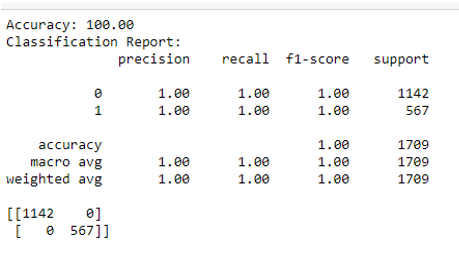 Accuracy: 100.00
Classification Report:
precision recall f1-score support
0 1.00 1.00 1.00 1142
1 1.00 1.00 1.00 567
accuracy 1.00 1709
macro avg 1.00 1.00 1.00 1709
weighted avg 1.00 1.00 1.00 1709
[[1142 0]
[ 0 567]]